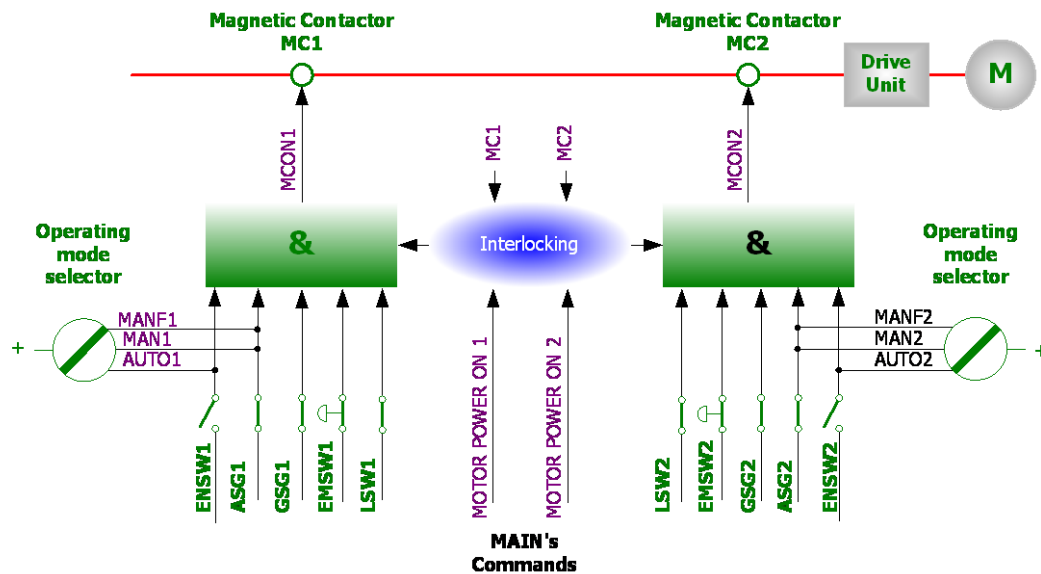 Magnetic Contactor
MC1
Magnetic Contactor
MC2
Drive
Unit
M
MCON1
MC1
MC2
MCON2
Operating
mode
selector
&
Interlocking
&
Operating
mode
selector
+
MANF1
MAN1
AUTO1
MANF2
MAN2
AUTO2
+
ENSW1
ASG1
GSG1
EMSW1
LSW1
MOTOR POWER ON 1
MOTOR POWER ON 2
LSW2
EMSW2
GSG2
ASG2
ENSW2
MAIN's
Commands